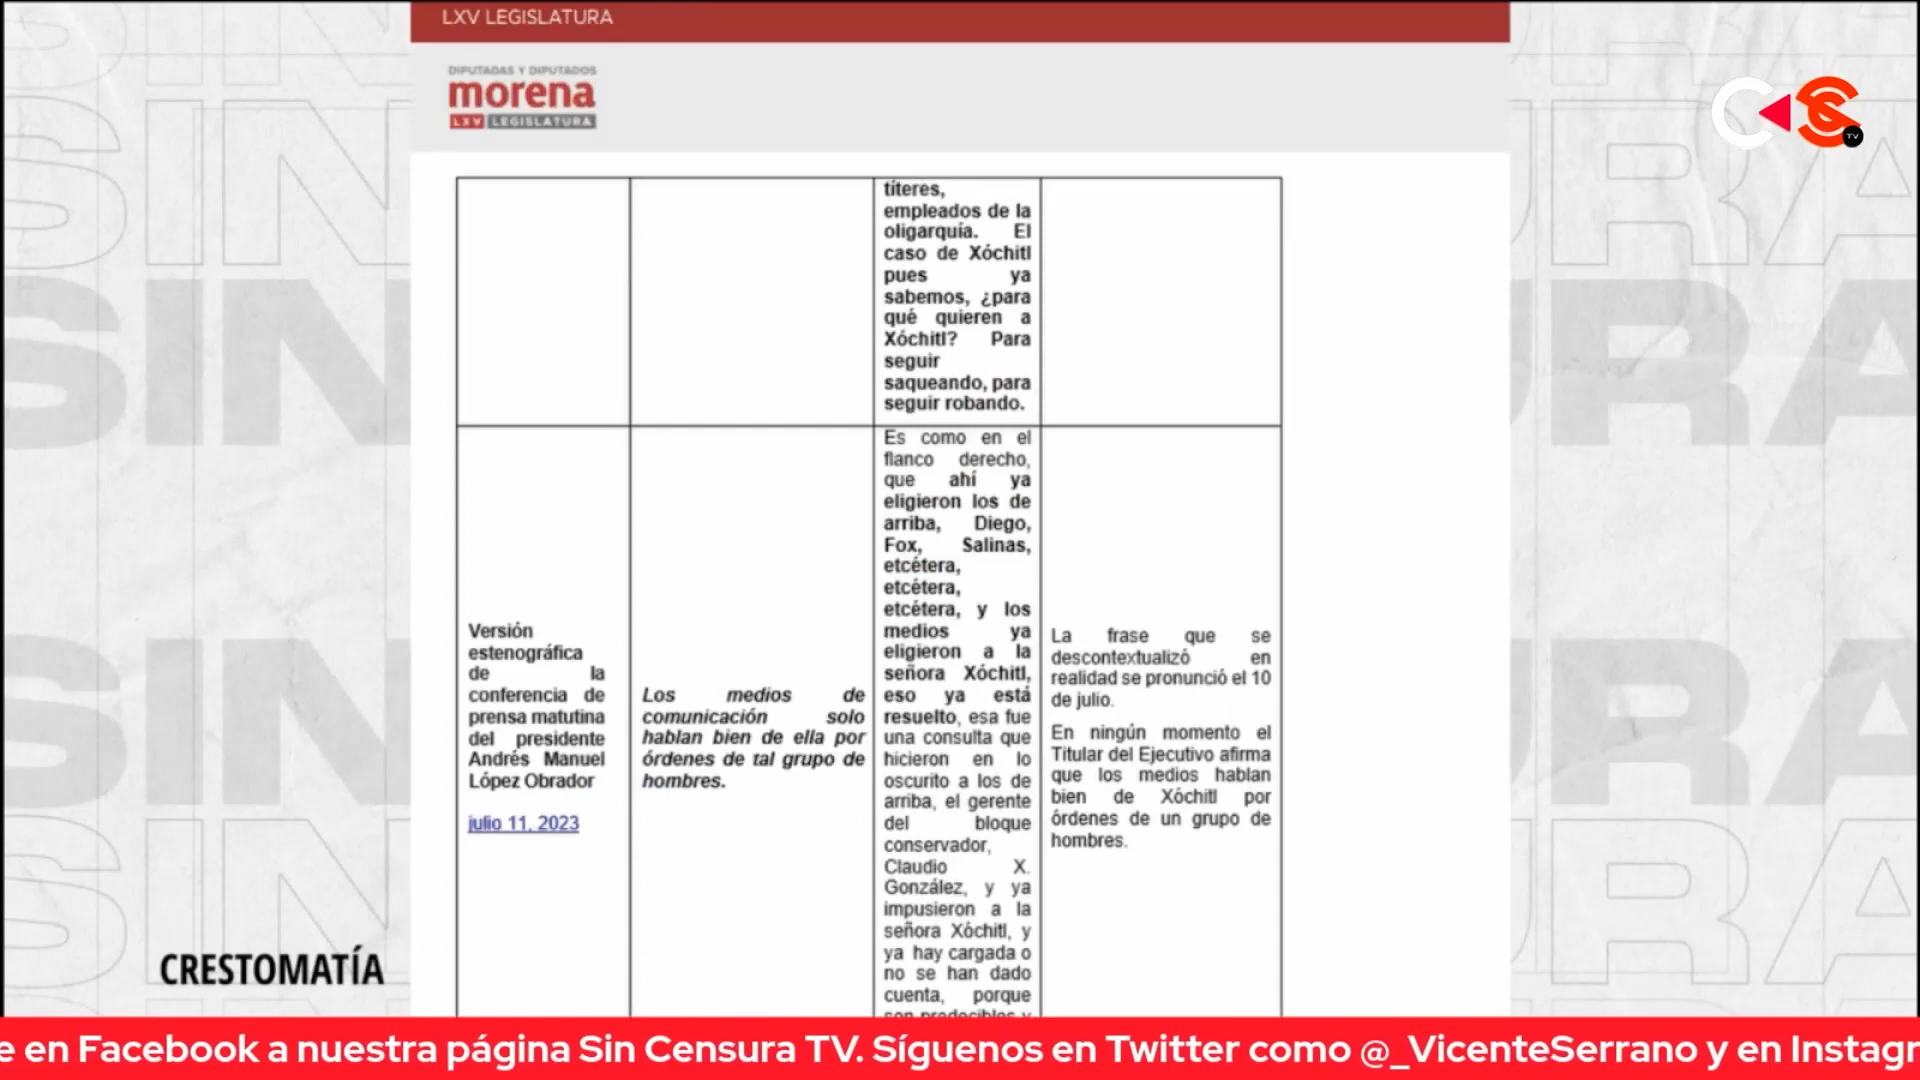 LXV LEGISLATURA
DIPUTADAS Y DIPUTADOS
morena
LXV LEGISLATURA
TV
títeres,
empleados de la
oligarquía. El
caso de Xóchitl
pues ya
sabemos, ¿para
qué quieren a
Xóchitl? Para
seguir
saqueando, para
seguir robando.
Versión
estenográfica
de la
conferencia de
prensa matutina
del presidente
Andrés Manuel
López Obrador
julio 11, 2023
Los medios de
comunicación solo
hablan bien de ella por
órdenes de tal grupo de
hombres.
Es como en el
flanco derecho,
que ahí ya
eligieron los de
arriba, Diego,
Fox, Salinas,
etcétera,
etcétera,
etcétera, y los
medios ya
eligieron a la
señora Xóchitl,
eso ya está
resuelto, esa fue
una consulta que
hicieron en lo
oscurito a los de
arriba, el gerente
del bloque
conservador,
Claudio X.
González, y ya
impusieron a la
señora Xóchitl, y
ya hay cargada o
no se han dado
cuenta, porque
son predecibles y
La frase que se
descontextualizó en
realidad se pronunció el 10
de julio.
En ningún momento el
Titular del Ejecutivo afirma
que los medios hablan
bien de Xóchitl por
órdenes de un grupo de
hombres.
CRESTOMATÍA
e en Facebook a nuestra página Sin Censura TV. Síguenos en Twitter como @_VicenteSerrano y en Instagr